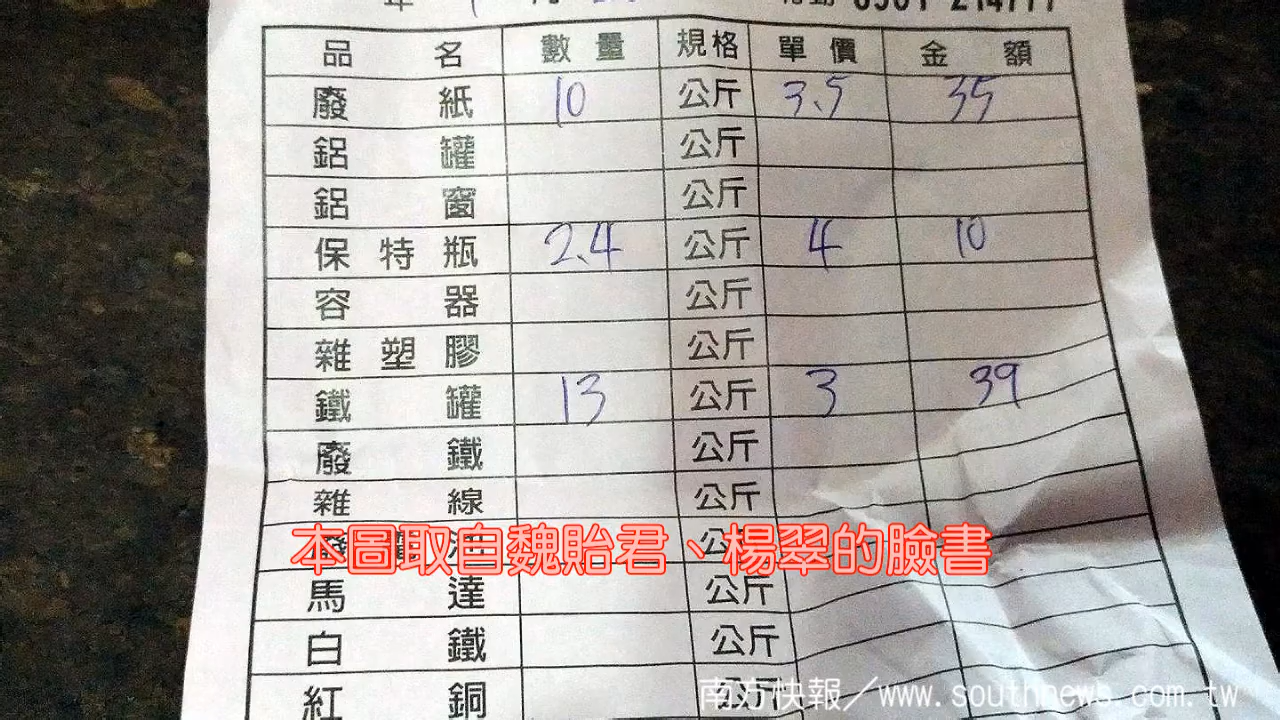 品名 數量 規格 單價 金額
廢紙 10 公斤 3.5 35
鋁罐 公斤
鋁窗 公斤
保特瓶 2.4 公斤 4 10
容器 公斤
雜塑膠 公斤
鐵罐 13 公斤 3 39
廢鐵 公斤
雜線 公斤
本圖取自魏貽君、楊翠的臉書
馬達 公斤
白鐵 公斤
紅銅 公斤
南方快報／www.southnews.com.tw